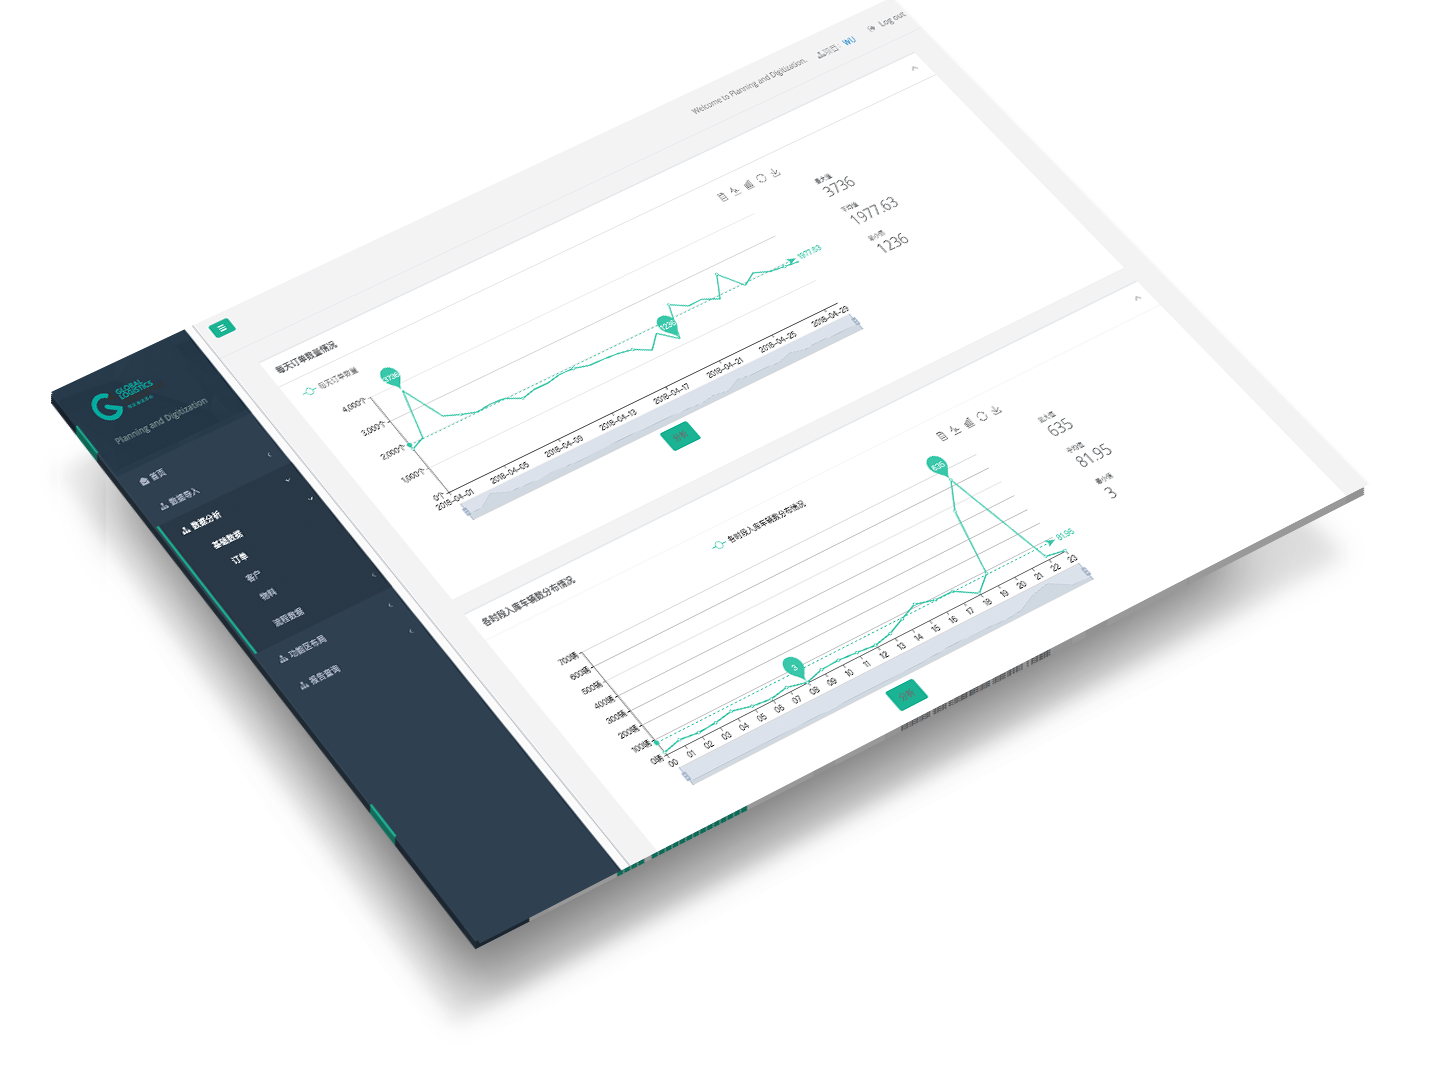 Welcome to Planning and Digitization.
项目: WU
Log out
GLOBAL
LOGISTICS
Planning and Digitization
首页
数据导入
数据分析
基础数据
订单
客户
物料
流程数据
功能区布局
报告查询
每天订单数量情况
每天订单数量
4,000个
3,000个
2,000个
1,000个
0个
3736
1236
1977.63
2018-04-01
2018-04-05
2018-04-09
2018-04-13
2018-04-17
2018-04-21
2018-04-25
2018-04-29
分析
最大值
3736
平均值
1977.63
最小值
1236
各时段入库车辆数分布情况
各时段入库车辆数分布情况
700辆
600辆
500辆
400辆
300辆
200辆
100辆
0辆
635
3
81.95
00 01 02 03 04 05 06 07 08 09 10 11 12 13 14 15 16 17 18 19 20 21 22 23
分析
最大值
635
平均值
81.95
最小值
3